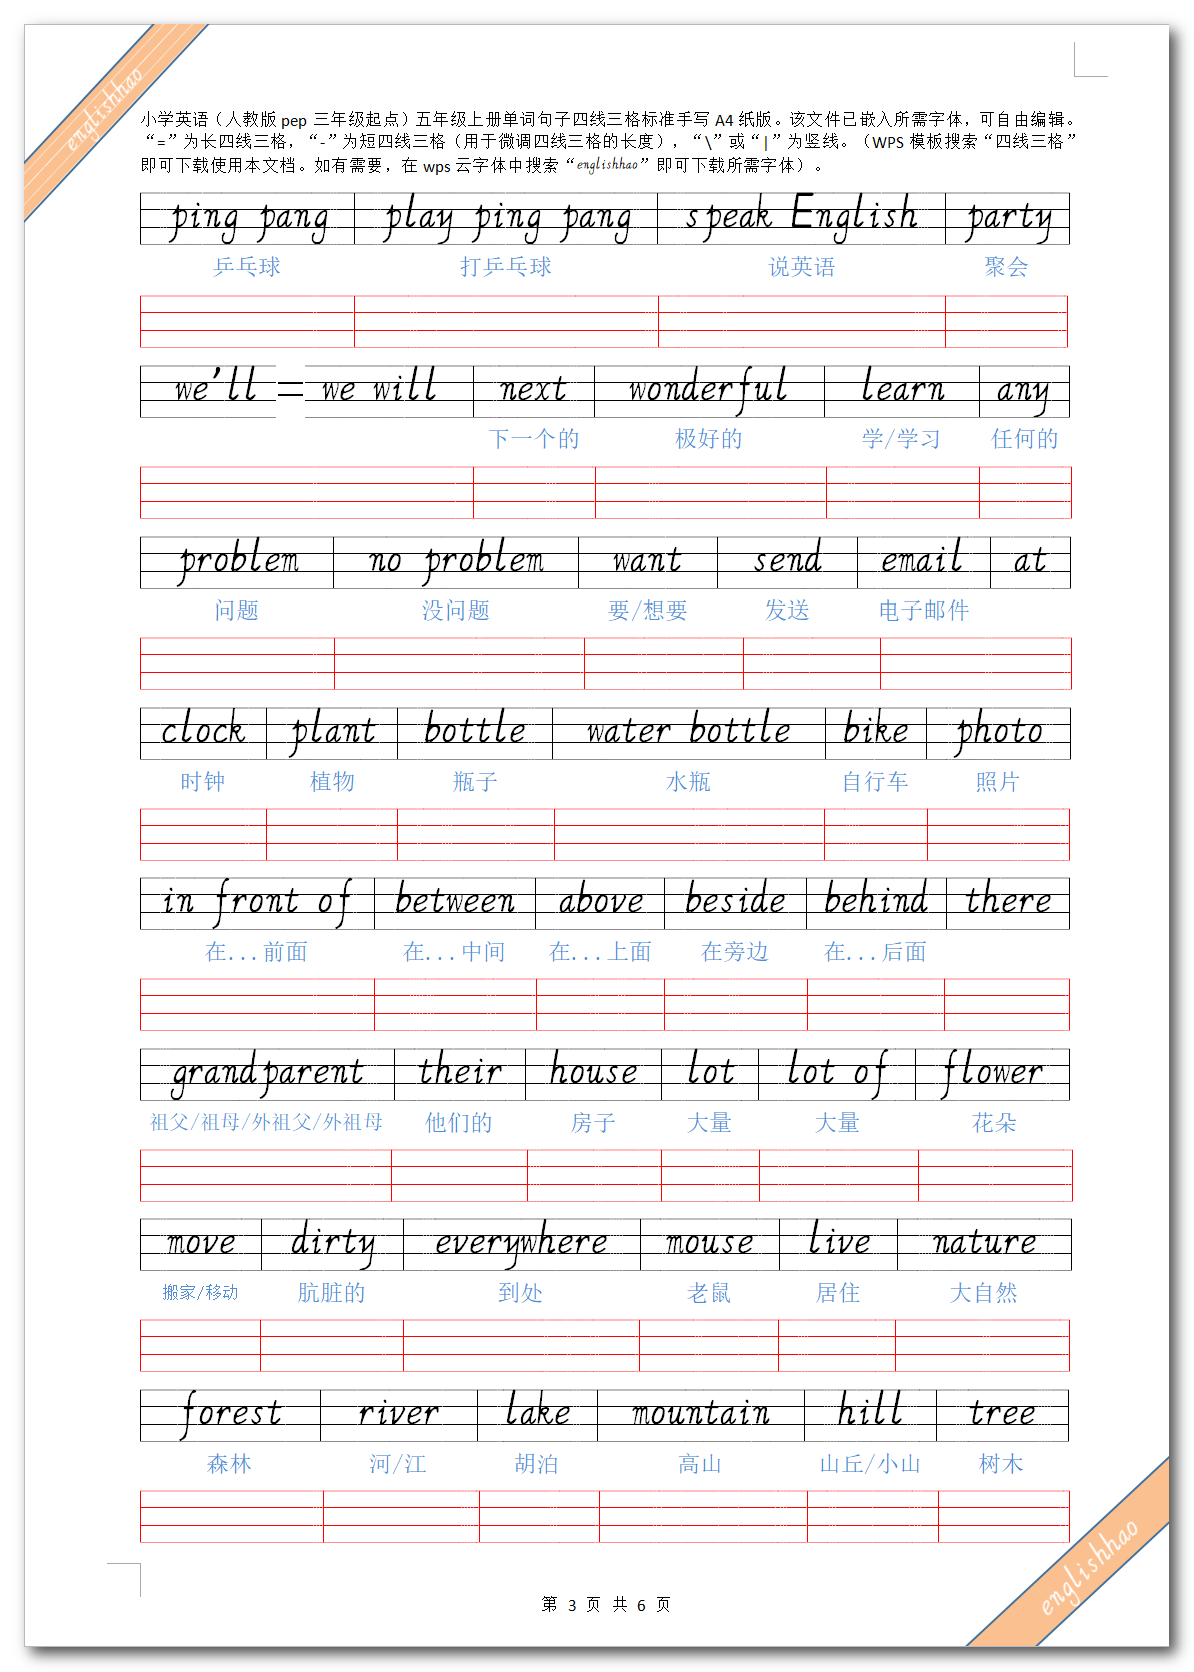 englishhao
小学英语（人教版 pep 三年级起点）五年级上册单词句子四线三格标准手写 A4 纸版。该文件已嵌入所需字体，可自由编辑。
“=”为长四线三格，“-”为短四线三格（用于微调四线三格的长度），“\”或“|”为竖线。（WPS 模板搜索“四线三格”
即可下载使用本文档。如有需要，在 wps 云字体中搜索“englishhao”即可下载所需字体）。
ping pang play ping pang speak English party
乒乓球 打乒乓球 说英语 聚会
we'll = we will next wonderful learn any
下一个的 极好的 学/学习 任何的
problem no problem want send email at
问题 没问题 要/想要 发送 电子邮件
clock plant bottle water bottle bike photo
时钟 植物 瓶子 水瓶 自行车 照片
in front of between above beside behind there
在...前面 在...中间 在...上面 在旁边 在...后面
grandparent their house lot lot of flower
祖父/祖母/外祖父/外祖母 他们的 房子 大量 大量 花朵
move dirty everywhere mouse live nature
搬家/移动 肮脏的 到处 老鼠 居住 大自然
forest river lake mountain hill tree
森林 河/江 胡泊 高山 山丘/小山 树木
englishhao
第 3 页 共 6 页